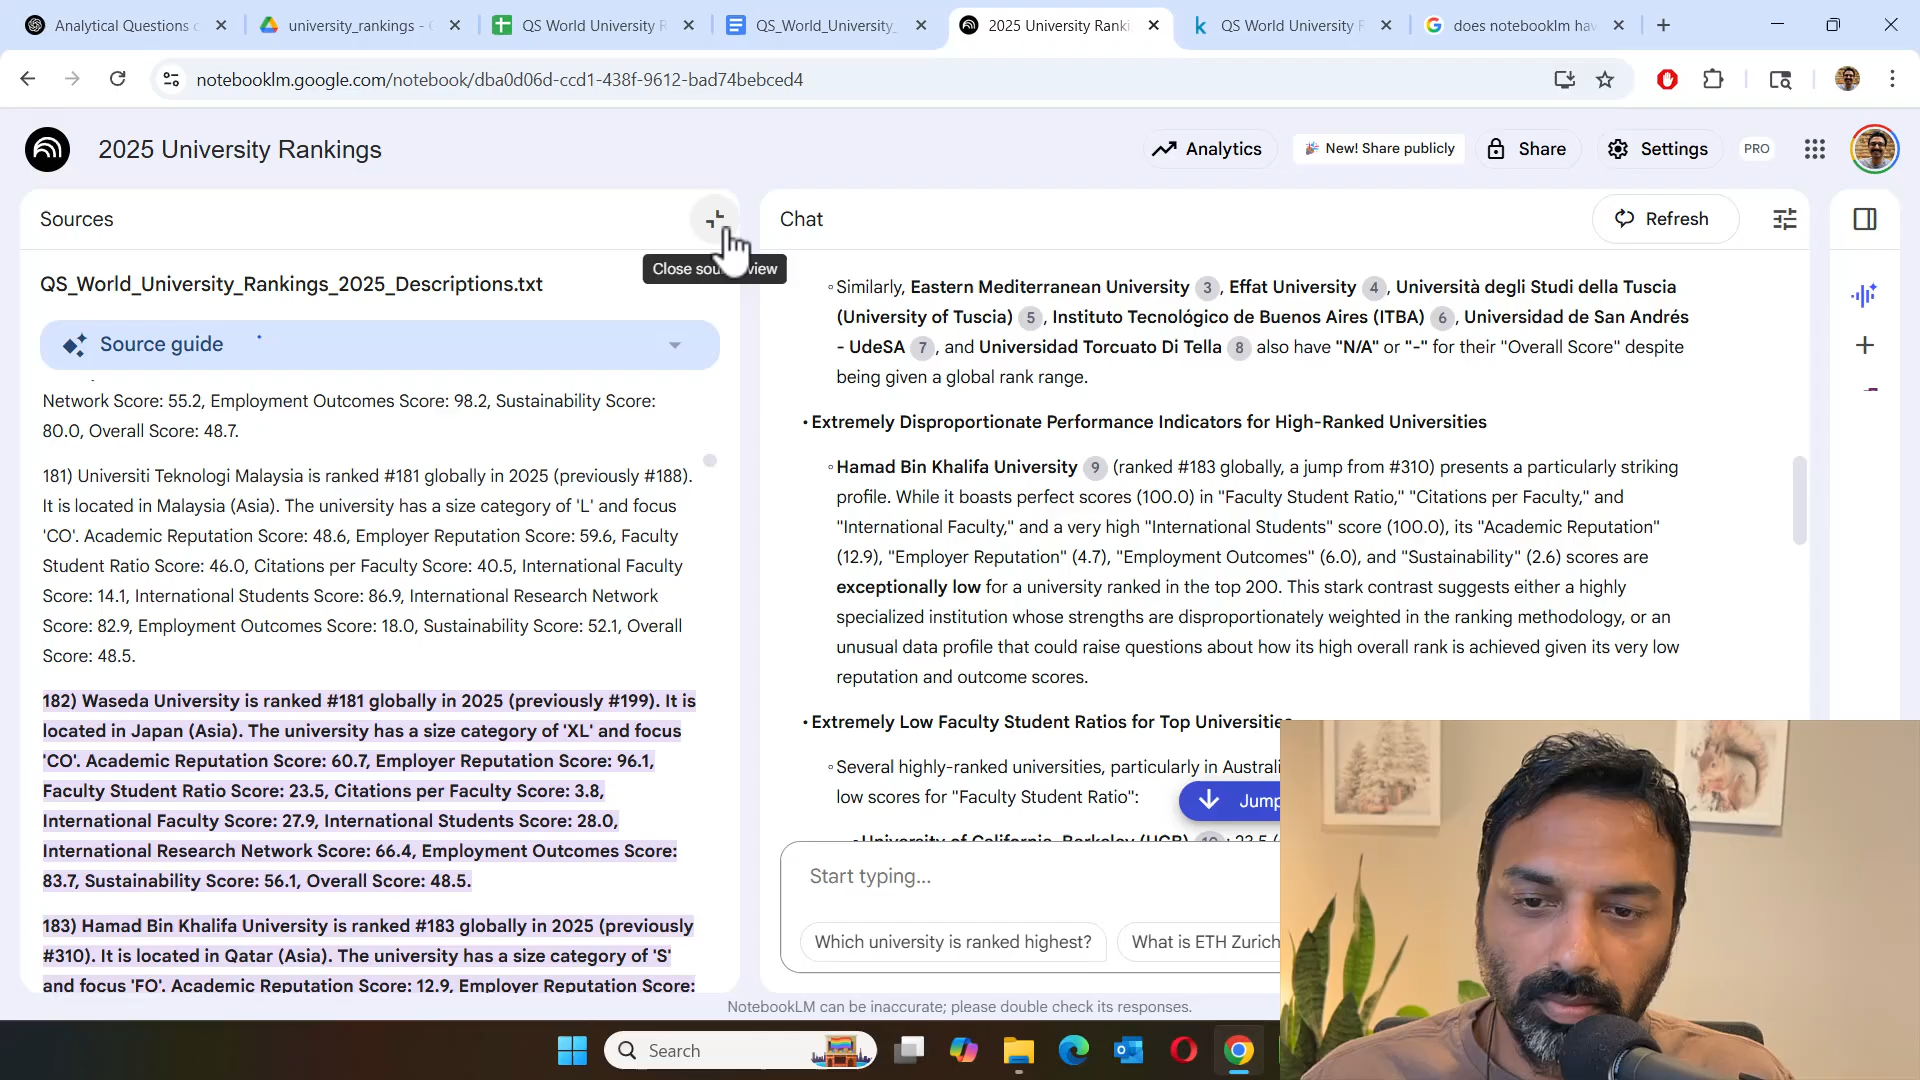 Analytical Questions c
university_rankings - G
QS World University R
QS_World_University_
2025 University Ranki
QS World University R
does notebooklm hav
notebooklm.google.com/notebook/dba0d06d-ccd1-438f-9612-bad74bebced4
2025 University Rankings
Analytics
New! Share publicly
Share
Settings
PRO
Sources
Close sou view
QS_World_University_Rankings_2025_Descriptions.txt
Source guide
Network Score: 55.2, Employment Outcomes Score: 98.2, Sustainability Score:
80.0, Overall Score: 48.7.
181) Universiti Teknologi Malaysia is ranked #181 globally in 2025 (previously #188).
It is located in Malaysia (Asia). The university has a size category of 'L' and focus
'CO'. Academic Reputation Score: 48.6, Employer Reputation Score: 59.6, Faculty
Student Ratio Score: 46.0, Citations per Faculty Score: 40.5, International Faculty
Score: 14.1, International Students Score: 86.9, International Research Network
Score: 82.9, Employment Outcomes Score: 18.0, Sustainability Score: 52.1, Overall
Score: 48.5.
182) Waseda University is ranked #181 globally in 2025 (previously #199). It is
located in Japan (Asia). The university has a size category of 'XL' and focus
'CO'. Academic Reputation Score: 60.7, Employer Reputation Score: 96.1,
Faculty Student Ratio Score: 23.5, Citations per Faculty Score: 3.8,
International Faculty Score: 27.9, International Students Score: 28.0,
International Research Network Score: 66.4, Employment Outcomes Score:
83.7, Sustainability Score: 56.1, Overall Score: 48.5.
183) Hamad Bin Khalifa University is ranked #183 globally in 2025 (previously
#310). It is located in Qatar (Asia). The university has a size category of 'S'
and focus 'FO'. Academic Reputation Score: 12.9, Employer Reputation Score:
Chat
Refresh
◦ Similarly, Eastern Mediterranean University 3 , Effat University 4 , Università degli Studi della Tuscia
(University of Tuscia) 5 , Instituto Tecnológico de Buenos Aires (ITBA) 6 , Universidad de San Andrés
- UdeSA 7 , and Universidad Torcuato Di Tella 8 also have "N/A" or "-" for their "Overall Score" despite
being given a global rank range.
• Extremely Disproportionate Performance Indicators for High-Ranked Universities
◦ Hamad Bin Khalifa University 9 (ranked #183 globally, a jump from #310) presents a particularly striking
profile. While it boasts perfect scores (100.0) in "Faculty Student Ratio," "Citations per Faculty," and
"International Faculty," and a very high "International Students" score (100.0), its "Academic Reputation"
(12.9), "Employer Reputation" (4.7), "Employment Outcomes" (6.0), and "Sustainability" (2.6) scores are
exceptionally low for a university ranked in the top 200. This stark contrast suggests either a highly
specialized institution whose strengths are disproportionately weighted in the ranking methodology, or an
unusual data profile that could raise questions about how its high overall rank is achieved given its very low
reputation and outcome scores.
• Extremely Low Faculty Student Ratios for Top Universities
◦ Several highly-ranked universities, particularly in Australi
low scores for "Faculty Student Ratio":
University of California, Berkeley (UCB) 10 : 23.5 (
Jump
Start typing...
Which university is ranked highest?
What is ETH Zurich
NotebookLM can be inaccurate; please double check its responses.
Search